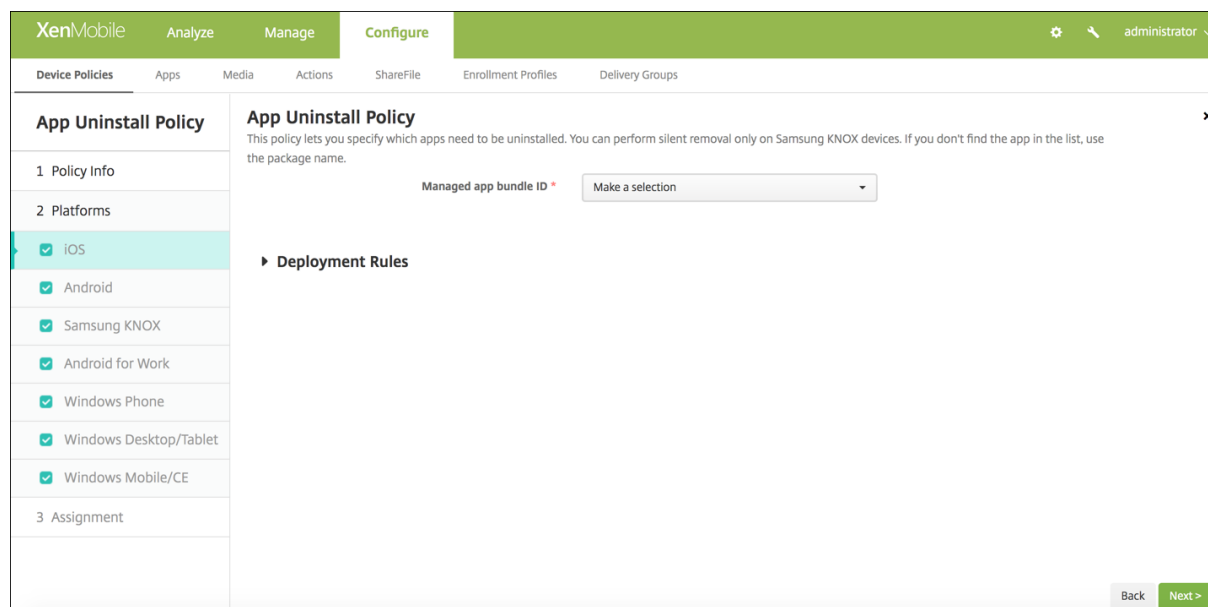 XenMobile Analyze Manage Configure administrator
Device Policies Apps Media Actions ShareFile Enrollment Profiles Delivery Groups
App Uninstall Policy
1 Policy Info
2 Platforms
iOS
Android
Samsung KNOX
Android for Work
Windows Phone
Windows Desktop/Tablet
Windows Mobile/CE
3 Assignment
App Uninstall Policy
This policy lets you specify which apps need to be uninstalled. You can perform silent removal only on Samsung KNOX devices. If you don't find the app in the list, use
the package name.
Managed app bundle ID * Make a selection
Deployment Rules
Back Next >